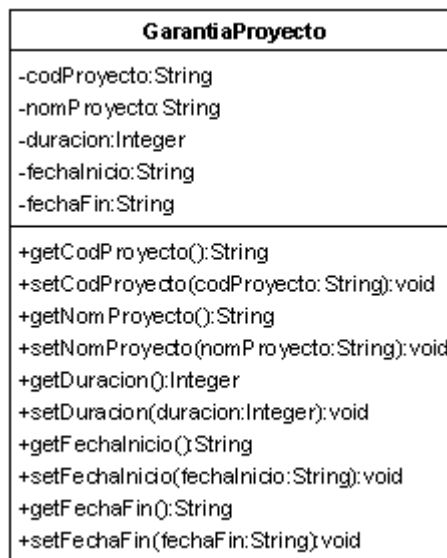 GarantiaProyecto
-codProyecto:String
-nomProyecto:String
-duracion:Integer
-fechaInicio:String
-fechaFin:String
+getCodProyecto():String
+setCodProyecto(codProyecto:String):void
+getNomProyecto():String
+setNomProyecto(nomProyecto:String):void
+getDuracion():Integer
+setDuracion(duracion:Integer):void
+getFechaInicio():String
+setFechaInicio(fechaInicio:String):void
+getFechaFin():String
+setFechaFin(fechaFin:String):void